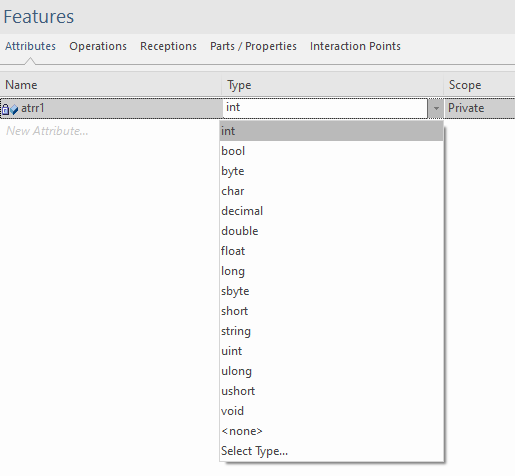 Features
Attributes Operations Receptions Parts / Properties Interaction Points
Name Type Scope
atrr1 int Private
New Attribute...
int
bool
byte
char
decimal
double
float
long
sbyte
short
string
uint
ulong
ushort
void
<none>
Select Type...